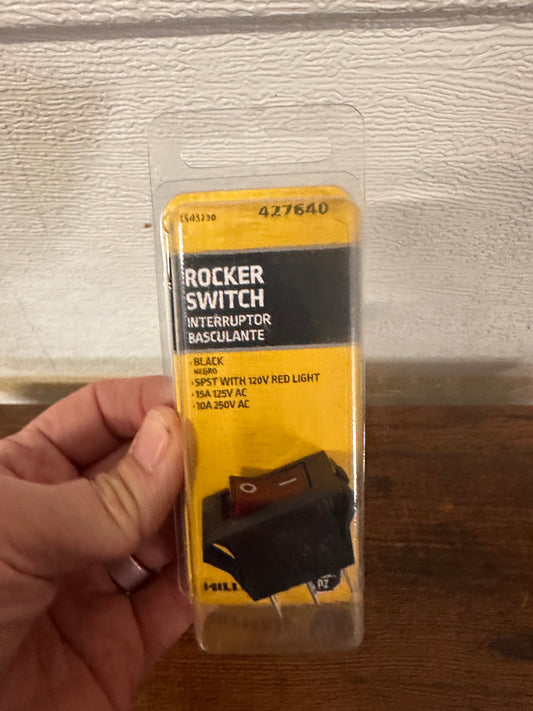 427640
ROCKER
SWITCH
INTERRUPTOR
BASCULANTE
•BLACK
NEGRO
•SPST WITH 120V RED LIGHT
•15A 125V AC
•10A 250V AC
O I